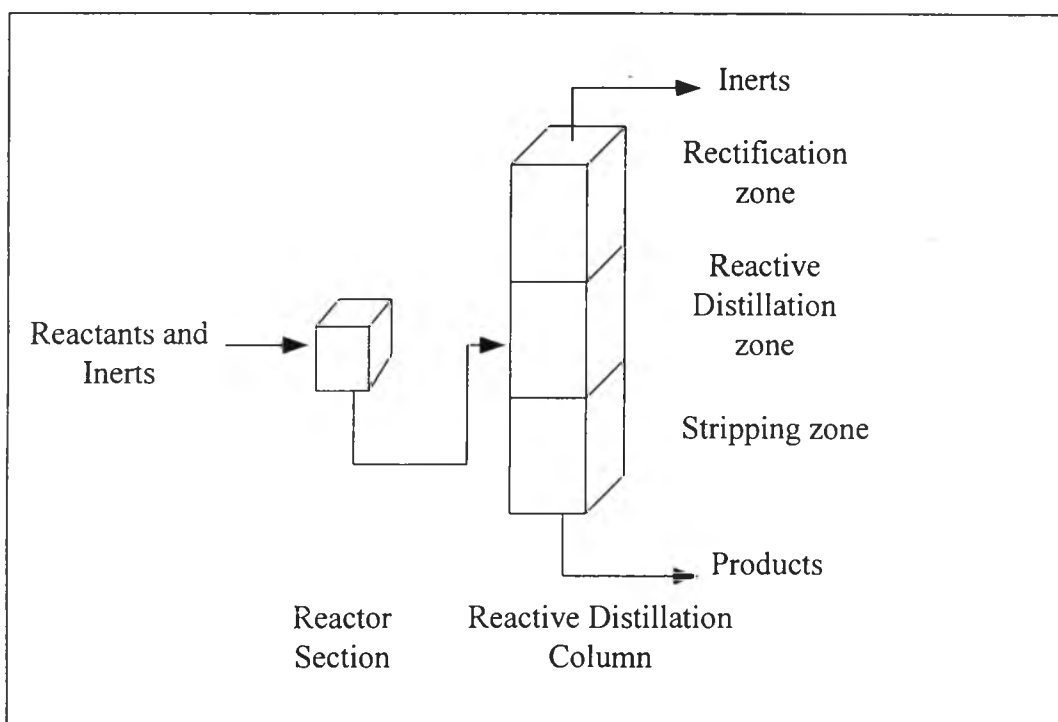 Inerts
Rectification
zone
Reactive
Distillation
zone
Reactants and
Inerts
Stripping zone
Products
Reactor
Section
Reactive Distillation
Column